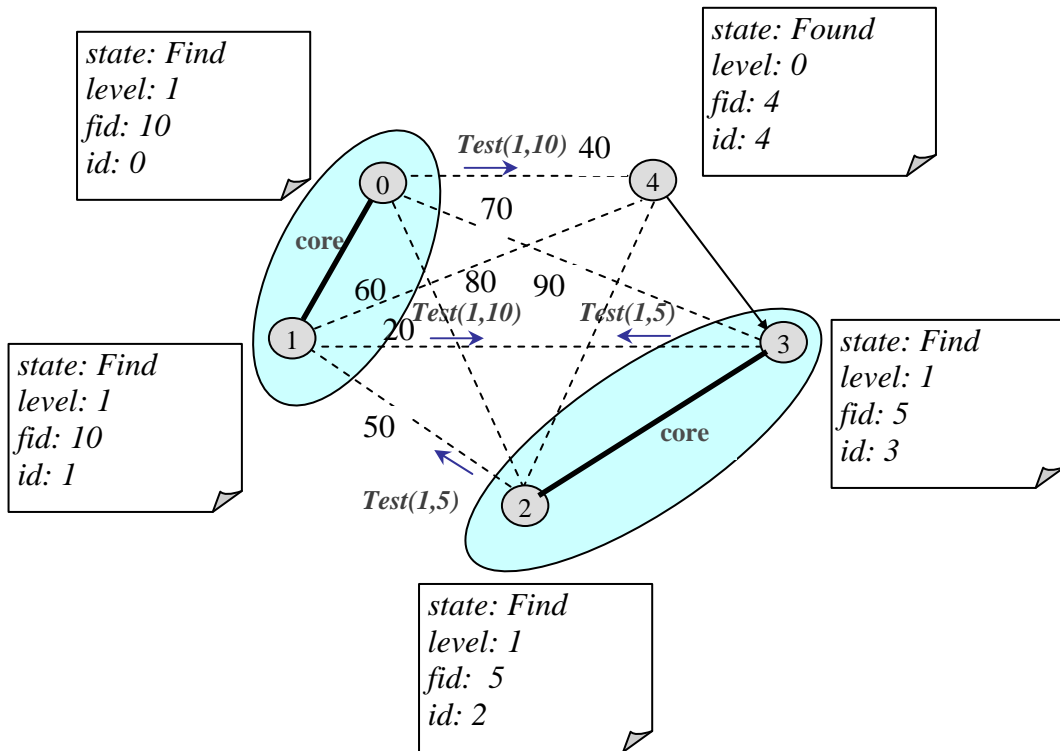 state: Find
level: 1
fid: 10
id: 0
state: Found
level: 0
fid: 4
id: 4
Test(1,10)
40
0
4
70
core
60
80
90
Test(1,10)
Test(1,5)
1
20
3
state: Find
level: 1
fid: 10
id: 1
state: Find
level: 1
fid: 5
id: 3
50
core
Test(1,5)
2
state: Find
level: 1
fid: 5
id: 2